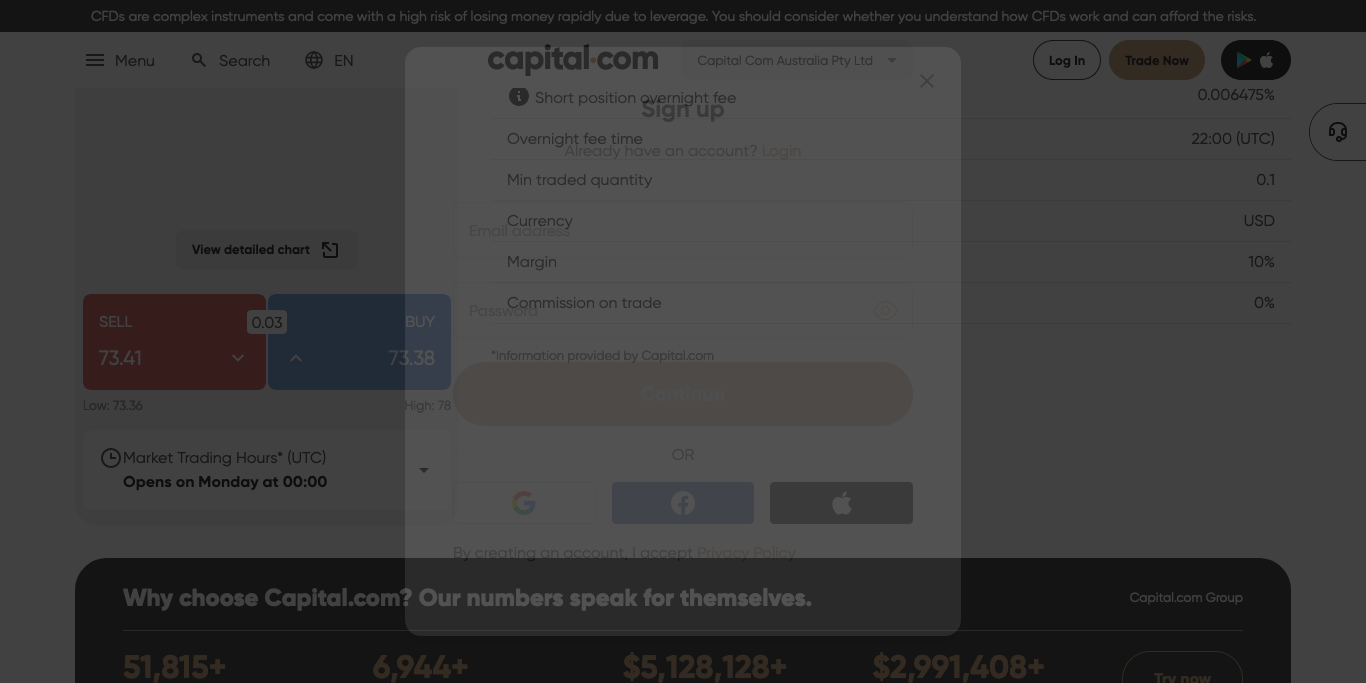 CFDs are complex instruments and come with a high risk of losing money rapidly due to leverage. You should consider whether you understand how CFDs work and can afford the risks.
Menu
Search
EN
capital.com
Capital Com Australia Pty Ltd
Log In
Trade Now
Short position overnight fee
0.006475%
Sign up
Overnight fee time
22:00 (UTC)
Already have an account? Login
Min traded quantity
0.1
Currency
USD
Email address
Margin
10%
Commission on trade
0%
Password
View detailed chart
SELL
73.41
0.03
BUY
73.38
Low: 73.36
High: 78
*Information provided by Capital.com
Continue
OR
Market Trading Hours* (UTC)
Opens on Monday at 00:00
By creating an account, I accept Privacy Policy
Why choose Capital.com? Our numbers speak for themselves.
Capital.com Group
51,815+
6,944+
$5,128,128+
$2,991,408+
Try now